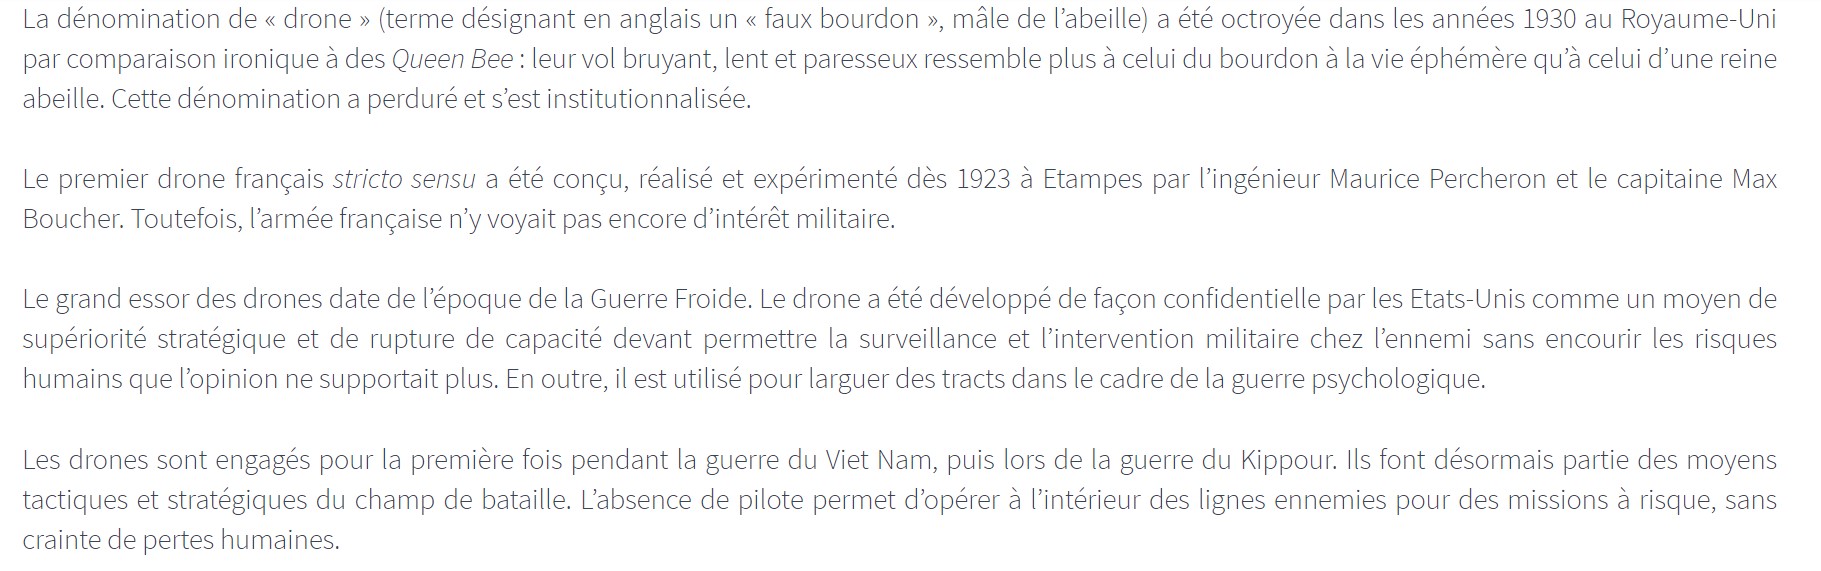 La dénomination de « drone » (terme désignant en anglais un « faux bourdon », mâle de l’abeille) a été octroyée dans les années 1930 au Royaume-Uni
par comparaison ironique à des Queen Bee : leur vol bruyant, lent et paresseux ressemble plus à celui du bourdon à la vie éphémère qu’à celui d’une reine
abeille. Cette dénomination a perduré et s’est institutionnalisée.
Le premier drone français stricto sensu a été conçu, réalisé et expérimenté dès 1923 à Etampes par l’ingénieur Maurice Percheron et le capitaine Max
Boucher. Toutefois, l’armée française n’y voyait pas encore d’intérêt militaire.
Le grand essor des drones date de l’époque de la Guerre Froide. Le drone a été développé de façon confidentielle par les Etats-Unis comme un moyen de
supériorité stratégique et de rupture de capacité devant permettre la surveillance et l’intervention militaire chez l’ennemi sans encourir les risques
humains que l’opinion ne supportait plus. En outre, il est utilisé pour larguer des tracts dans le cadre de la guerre psychologique.
Les drones sont engagés pour la première fois pendant la guerre du Viet Nam, puis lors de la guerre du Kippour. Ils font désormais partie des moyens
tactiques et stratégiques du champ de bataille. L’absence de pilote permet d’opérer à l’intérieur des lignes ennemies pour des missions à risque, sans
crainte de pertes humaines.